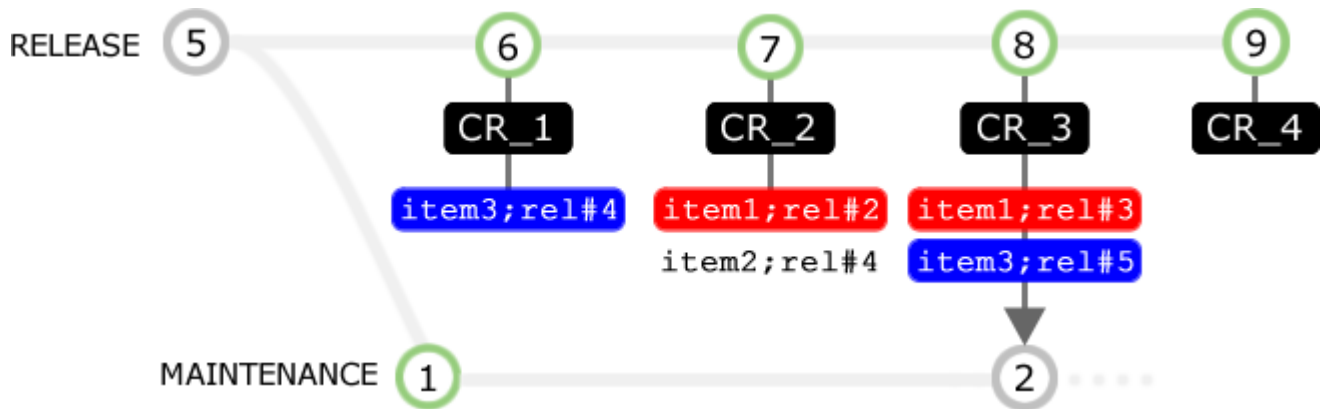 RELEASE 5 6 7 8 9
CR_1 CR_2 CR_3 CR_4
item3;rel#4 item1;rel#2 item1;rel#3
item2;rel#4 item3;rel#5
MAINTENANCE 1 2